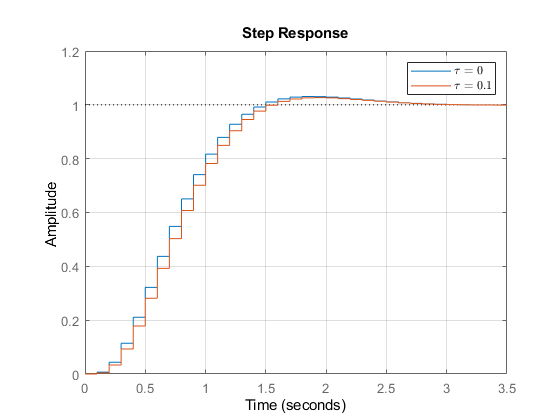 Step Response
1.2
1
0.8
0.6
0.4
0.2
0
Amplitude
τ = 0
τ = 0.1
0 0.5 1 1.5 2 2.5 3 3.5
Time (seconds)